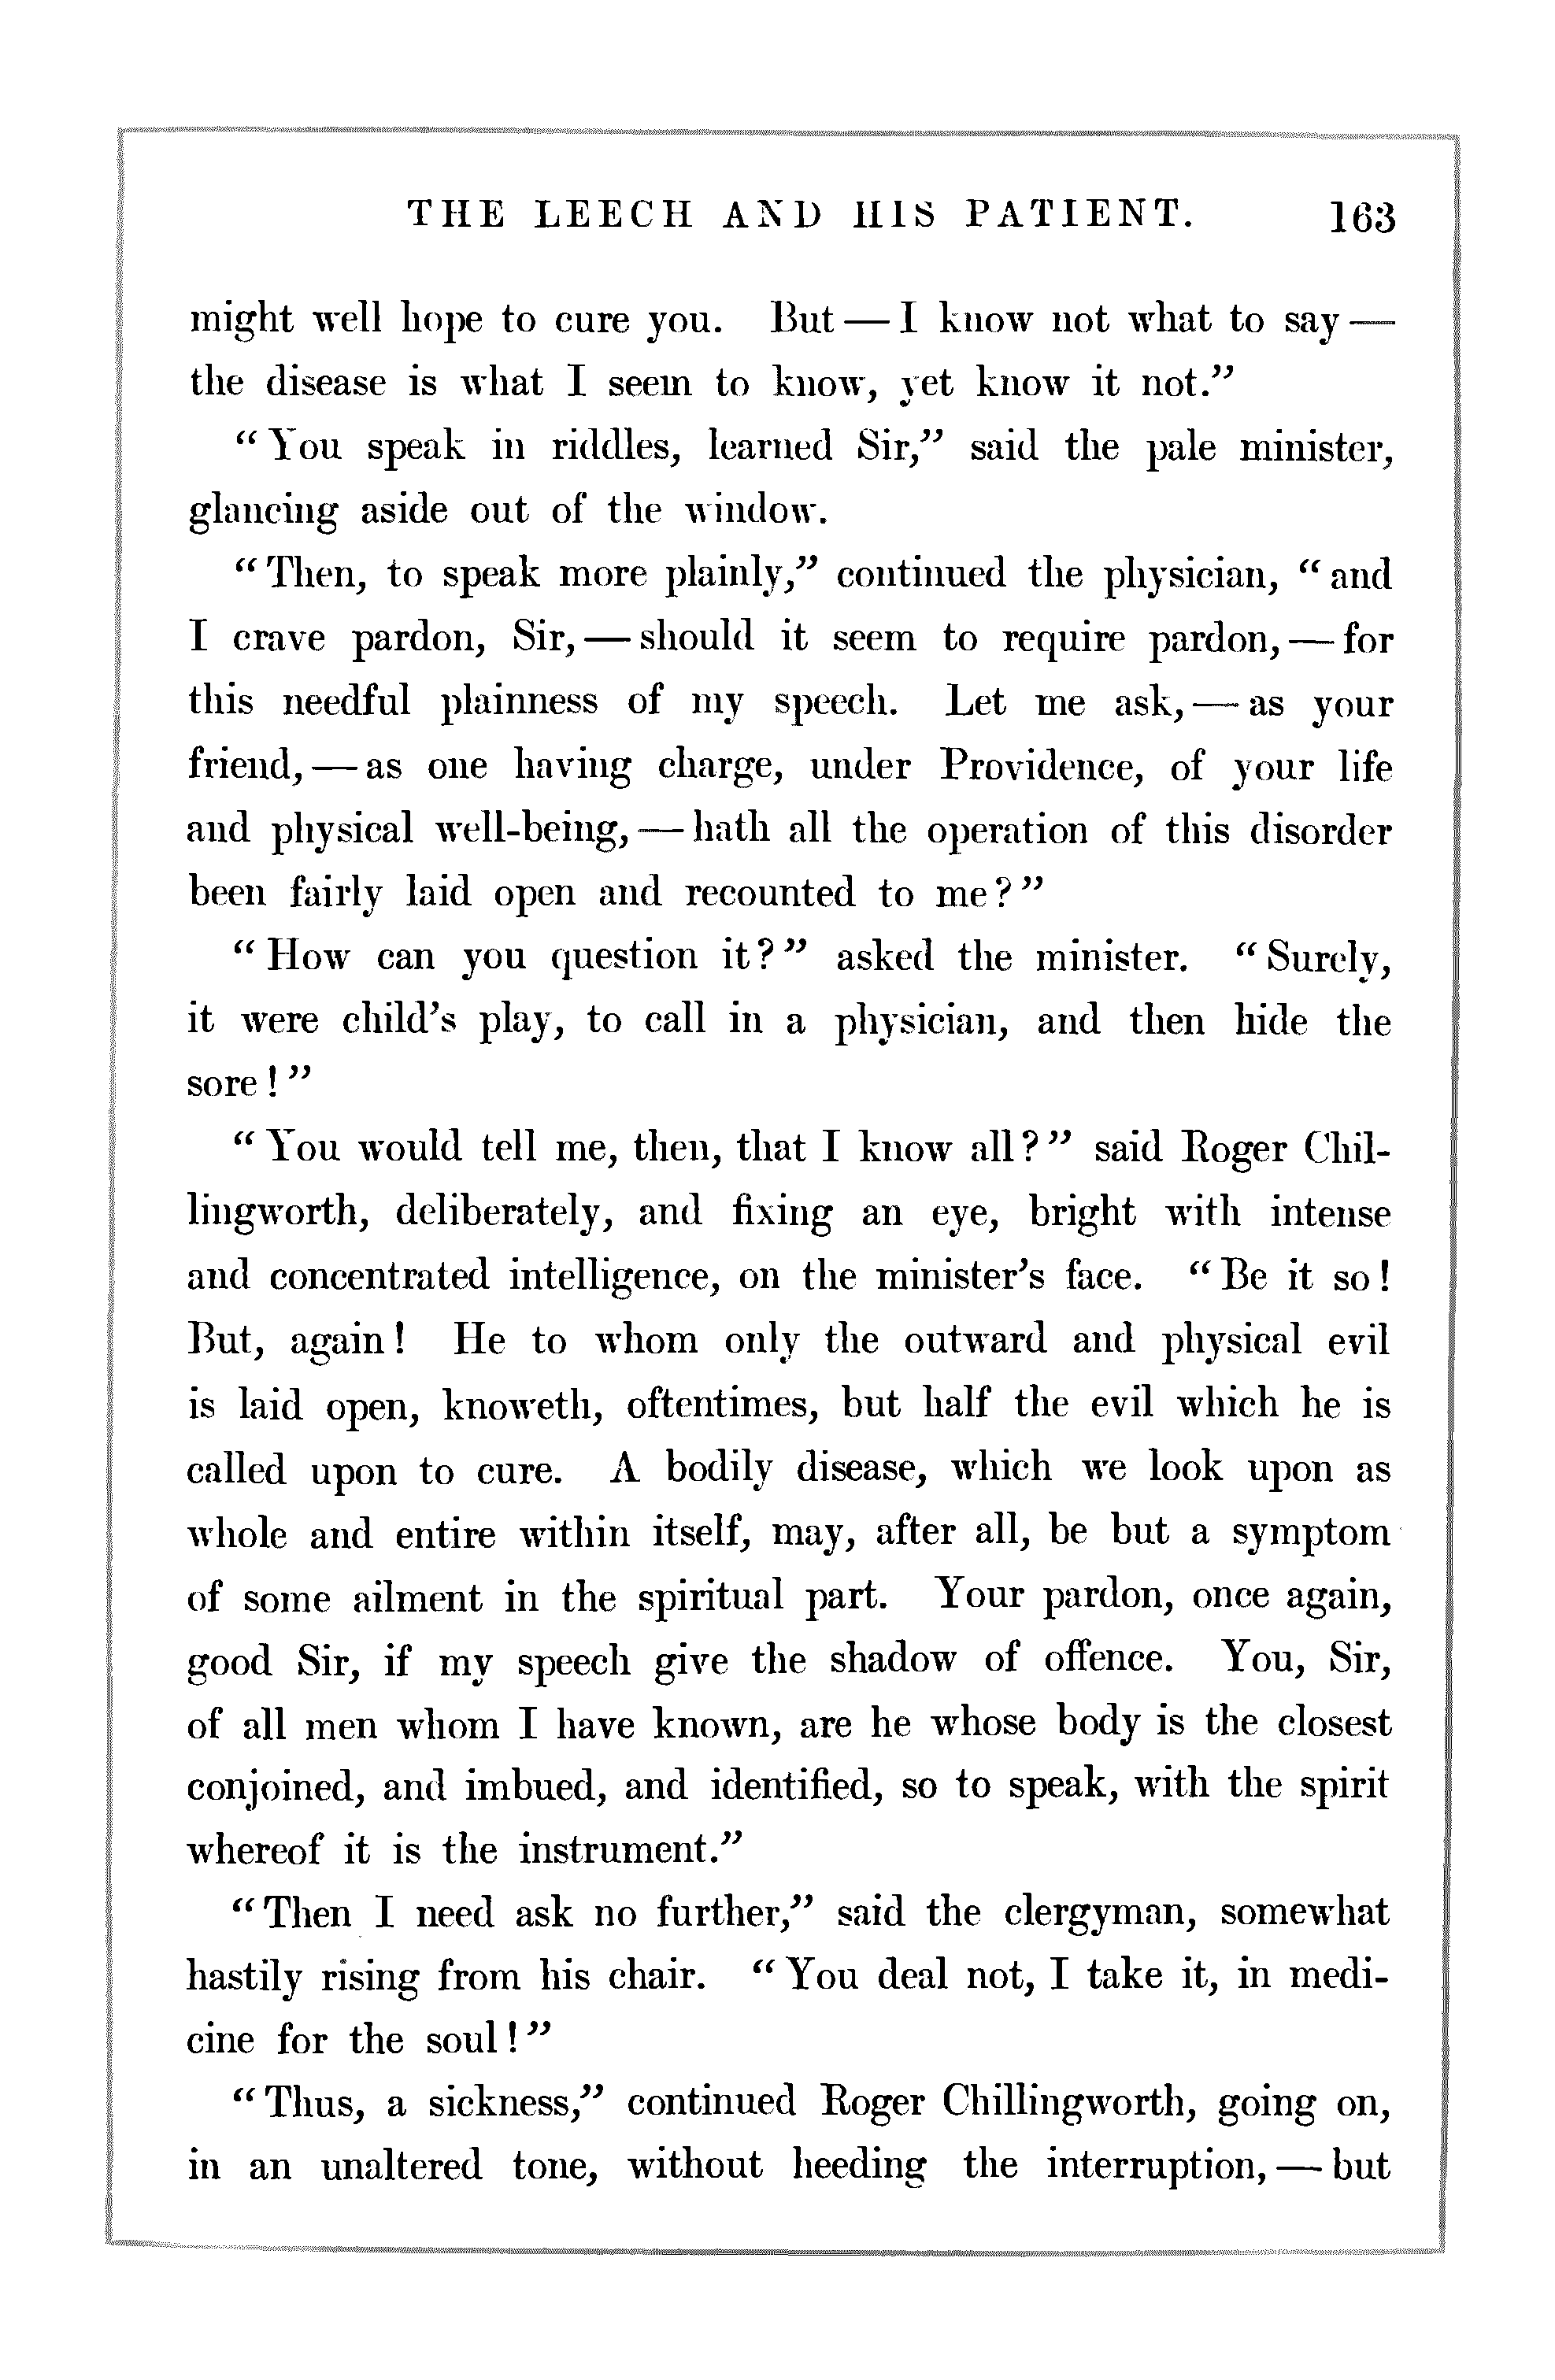 THE LEECH AND HIS PATIENT. 163
might well hope to cure you. But — I know not what to say —
the disease is what I seem to know, yet know it not.”
“You speak in riddles, learned Sir,” said the pale minister,
glancing aside out of the window.
“Then, to speak more plainly,” continued the physician, “and
I crave pardon, Sir, — should it seem to require pardon, — for
this needful plainness of my speech. Let me ask, — as your
friend, — as one having charge, under Providence, of your life
and physical well-being, — hath all the operation of this disorder
been fairly laid open and recounted to me?”
“How can you question it?” asked the minister. “Surely,
it were child’s play, to call in a physician, and then hide the
sore!”
“You would tell me, then, that I know all?” said Roger Chil-
lingworth, deliberately, and fixing an eye, bright with intense
and concentrated intelligence, on the minister’s face. “Be it so!
But, again! He to whom only the outward and physical evil
is laid open, knoweth, oftentimes, but half the evil which he is
called upon to cure. A bodily disease, which we look upon as
whole and entire within itself, may, after all, be but a symptom
of some ailment in the spiritual part. Your pardon, once again,
good Sir, if my speech give the shadow of offence. You, Sir,
of all men whom I have known, are he whose body is the closest
conjoined, and imbued, and identified, so to speak, with the spirit
whereof it is the instrument.”
“Then I need ask no further,” said the clergyman, somewhat
hastily rising from his chair. “You deal not, I take it, in medi-
cine for the soul!”
“Thus, a sickness,” continued Roger Chillingworth, going on,
in an unaltered tone, without heeding the interruption, — but